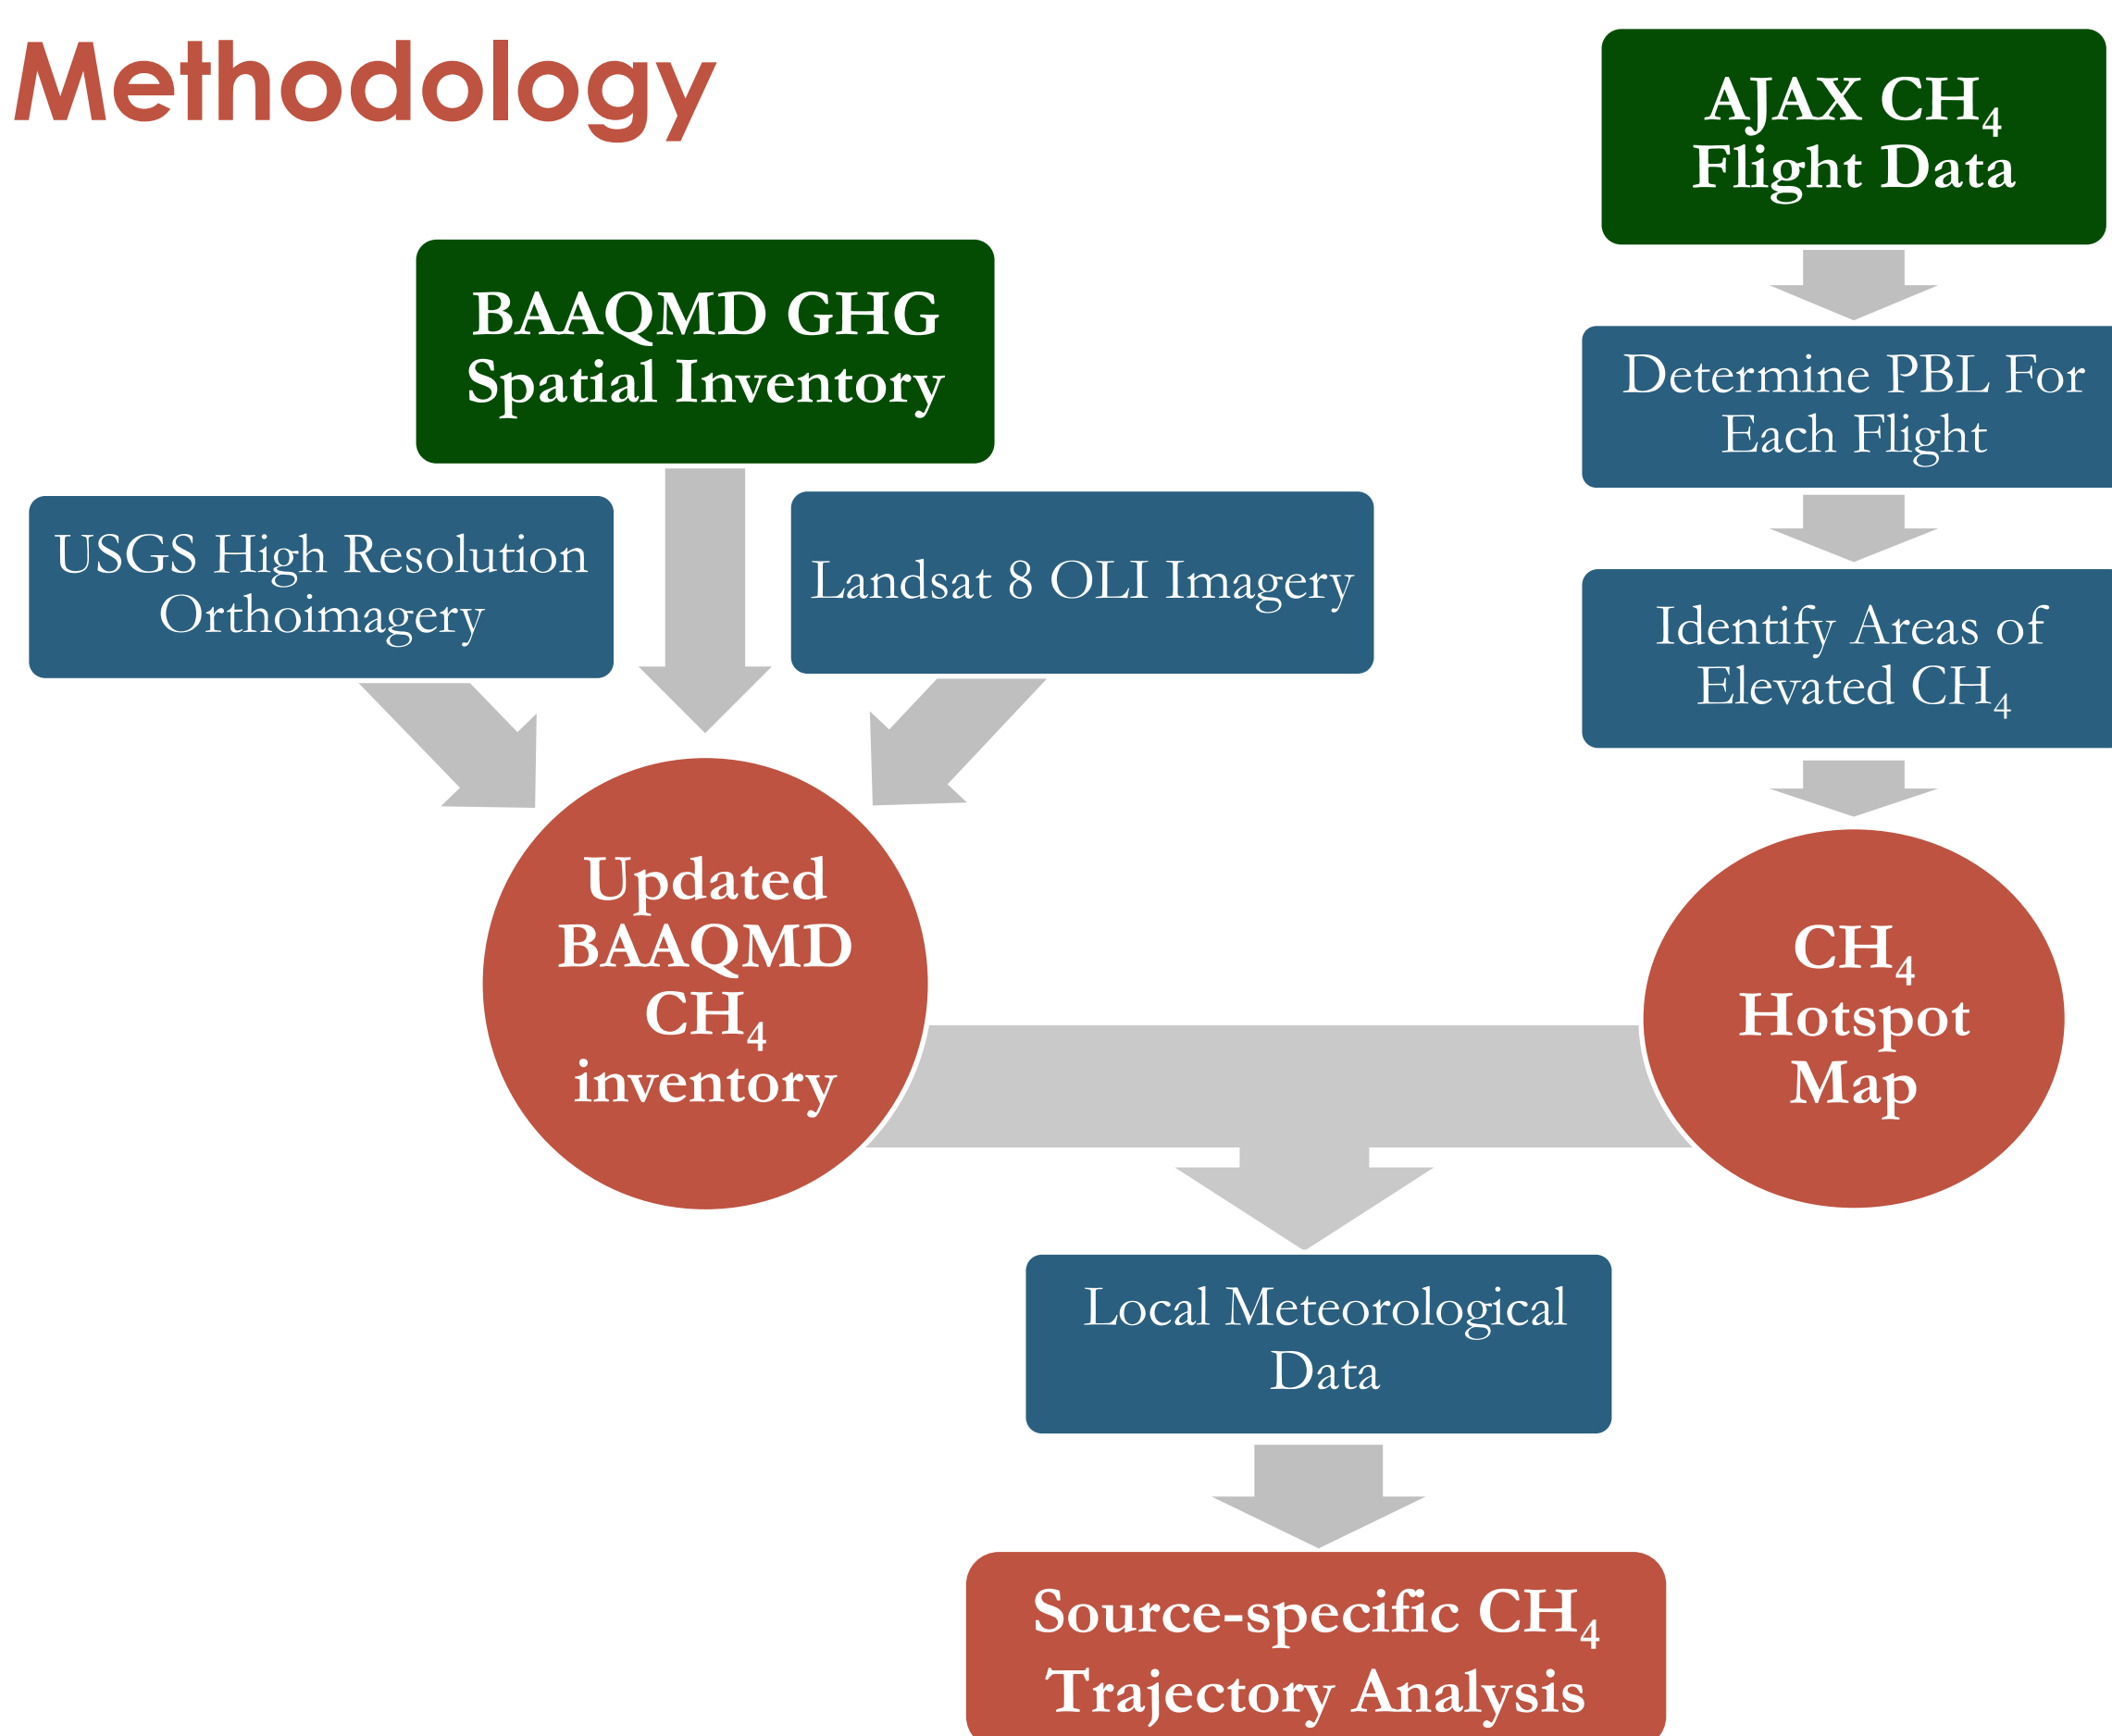 Methodology
AJAX CH₄
Flight Data
BAAQMD GHG
Spatial Inventory
Determine PBL For
Each Flight
USGS High Resolution
Orthoimagery
Landsat 8 OLI Imagery
Identify Areas of
Elevated CH₄
Updated
BAAQMD
CH₄
inventory
CH₄
Hotspot
Map
Local Meteorological
Data
Source-specific CH₄
Trajectory Analysis